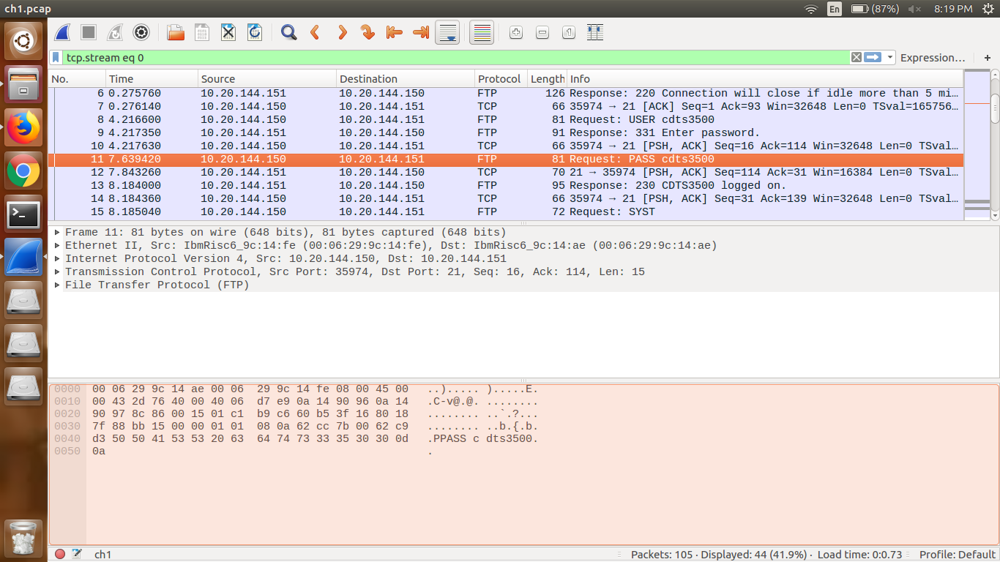 ch1.pcap En (87%) 8:19 PM
tcp.stream eq 0 Expression… +
No. Time Source Destination Protocol Length Info
6 0.275760 10.20.144.151 10.20.144.150 FTP 126 Response: 220 Connection will close if idle more than 5 mi…
7 0.276140 10.20.144.150 10.20.144.151 TCP 66 35974 → 21 [ACK] Seq=1 Ack=93 Win=32648 Len=0 TSval=165756…
8 4.216600 10.20.144.150 10.20.144.151 FTP 81 Request: USER cdts3500
9 4.217350 10.20.144.151 10.20.144.150 FTP 91 Response: 331 Enter password.
10 4.217630 10.20.144.150 10.20.144.151 TCP 66 35974 → 21 [PSH, ACK] Seq=16 Ack=114 Win=32648 Len=0 TSval…
11 7.639420 10.20.144.150 10.20.144.151 FTP 81 Request: PASS cdts3500
12 7.843260 10.20.144.151 10.20.144.150 TCP 70 21 → 35974 [PSH, ACK] Seq=114 Ack=31 Win=16384 Len=0 TSval…
13 8.184000 10.20.144.151 10.20.144.150 FTP 95 Response: 230 CDTS3500 logged on.
14 8.184360 10.20.144.150 10.20.144.151 TCP 66 35974 → 21 [PSH, ACK] Seq=31 Ack=139 Win=32648 Len=0 TSval…
15 8.185040 10.20.144.150 10.20.144.151 FTP 72 Request: SYST
Frame 11: 81 bytes on wire (648 bits), 81 bytes captured (648 bits)
Ethernet II, Src: IbmRisc6_9c:14:fe (00:06:29:9c:14:fe), Dst: IbmRisc6_9c:14:ae (00:06:29:9c:14:ae)
Internet Protocol Version 4, Src: 10.20.144.150, Dst: 10.20.144.151
Transmission Control Protocol, Src Port: 35974, Dst Port: 21, Seq: 16, Ack: 114, Len: 15
File Transfer Protocol (FTP)
0000 00 06 29 9c 14 ae 00 06 29 9c 14 fe 08 00 45 00 ..)..... ).....E.
0010 00 43 2d 76 40 00 40 06 d7 e9 0a 14 90 96 0a 14 .C-v@.@. ........
0020 90 97 8c 86 00 15 01 c1 b9 c6 60 b5 3f 16 80 18 ........ ..`.?...
0030 7f 88 bb 15 00 00 01 01 08 0a 62 cc 7b 00 62 c9 ........ ..b.{.b.
0040 d3 50 50 41 53 53 20 63 64 74 73 33 35 30 30 0d .PPASS c dts3500.
0050 0a .
ch1 Packets: 105 · Displayed: 44 (41.9%) · Load time: 0:0.73 Profile: Default